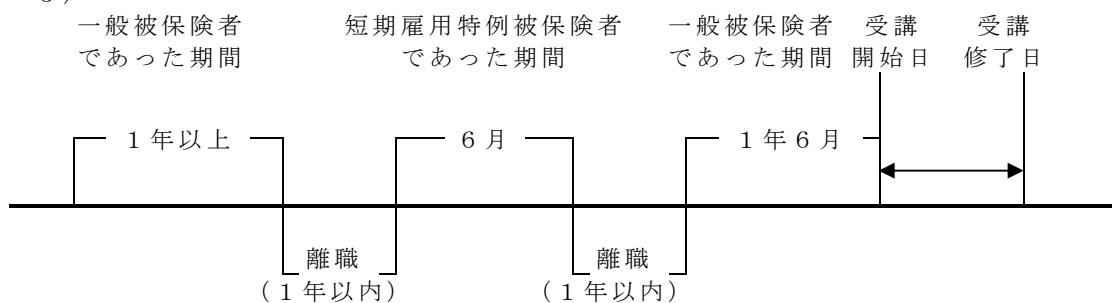 一般被保険者 短期雇用特例被保険者 一般被保険者 受講 受講
であった期間 であった期間 であった期間 開始日 修了日
1年以上 6月 1年6月
離職 離職
(1年以内) (1年以内)